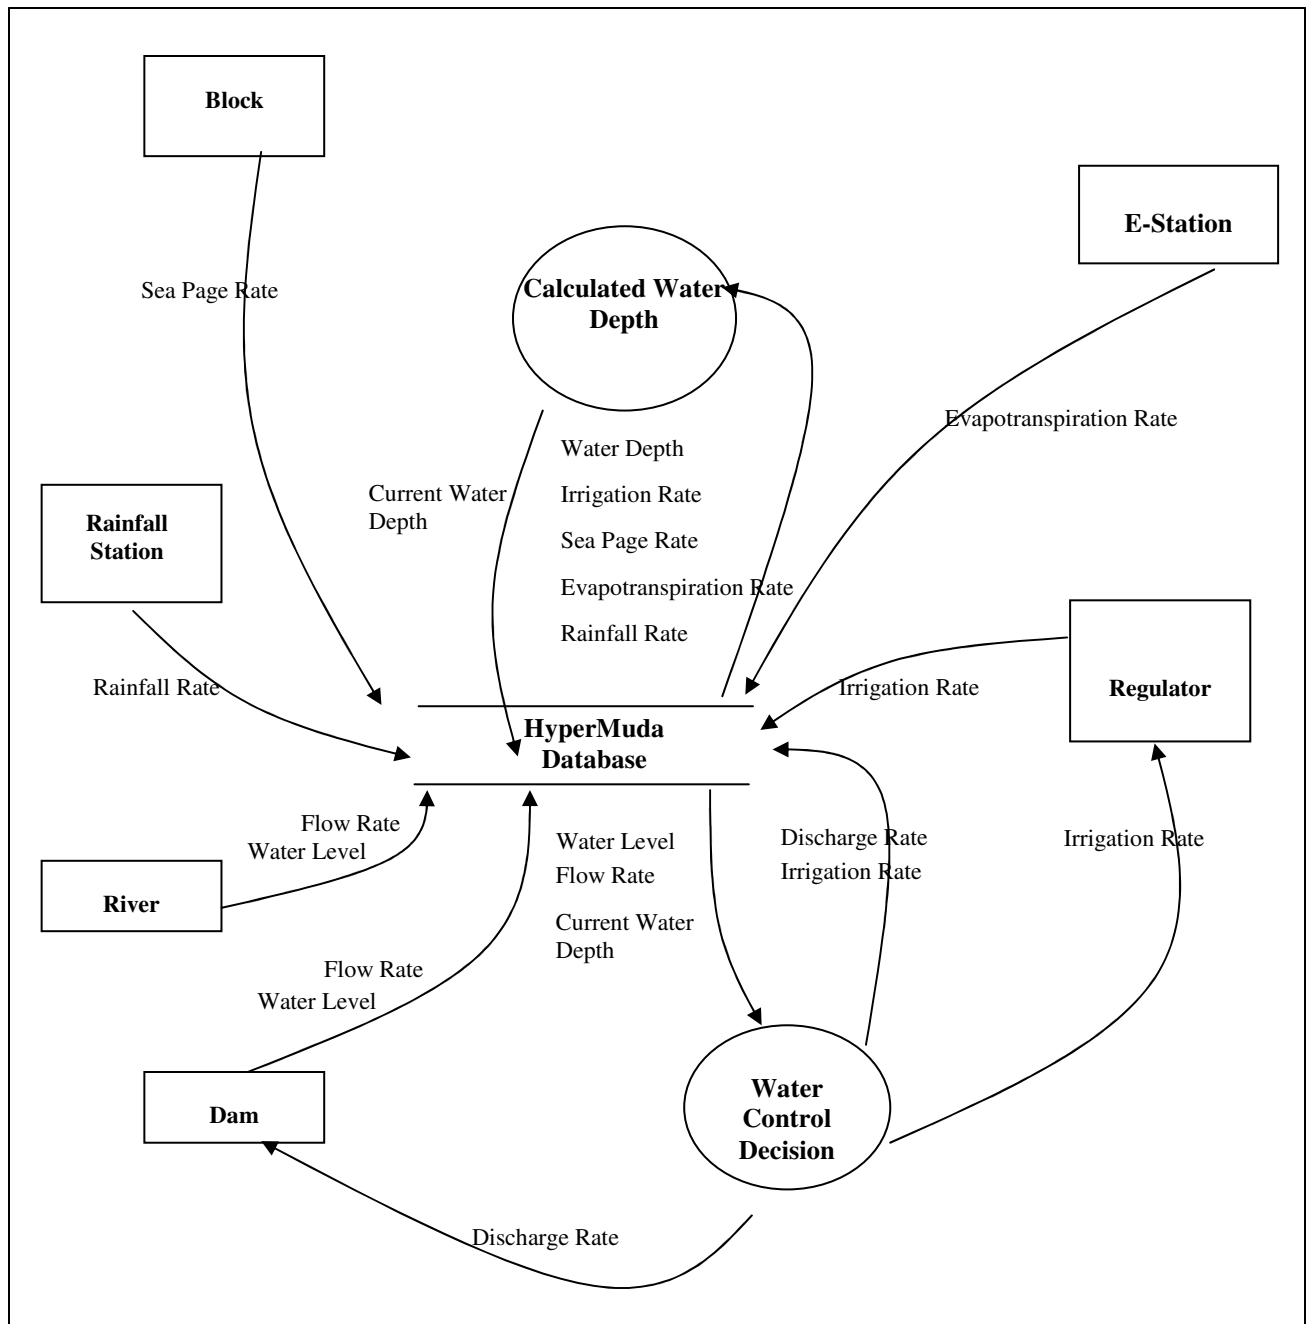 Block
E-Station
Sea Page Rate
Calculated Water
Depth
Evapotranspiration Rate
Water Depth
Irrigation Rate
Sea Page Rate
Evapotranspiration Rate
Rainfall Rate
Current Water
Depth
Rainfall
Station
Rainfall Rate
Irrigation Rate
Regulator
HyperMuda
Database
Flow Rate
Water Level
River
Water Level
Flow Rate
Current Water
Depth
Discharge Rate
Irrigation Rate
Irrigation Rate
Flow Rate
Water Level
Dam
Water
Control
Decision
Discharge Rate